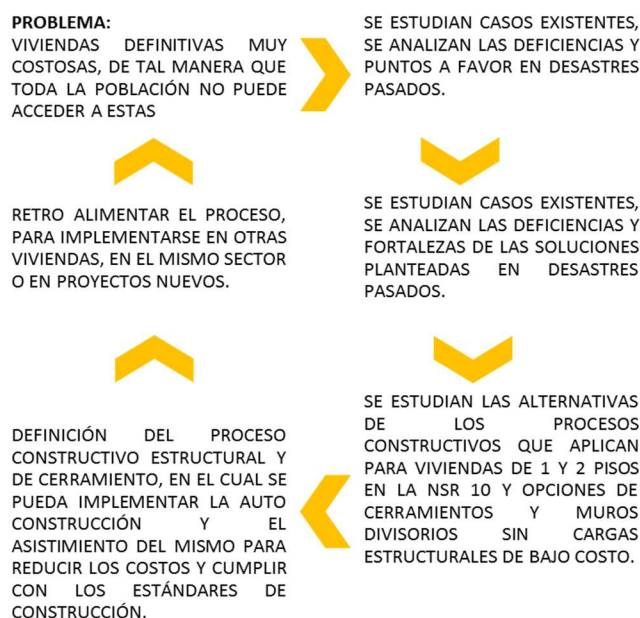 PROBLEMA:
VIVIENDAS DEFINITIVAS MUY
COSTOSAS, DE TAL MANERA QUE
TODA LA POBLACIÓN NO PUEDE
ACCEDER A ESTAS
SE ESTUDIAN CASOS EXISTENTES,
SE ANALIZAN LAS DEFICIENCIAS Y
PUNTOS A FAVOR EN DESASTRES
PASADOS.
SE ESTUDIAN CASOS EXISTENTES,
SE ANALIZAN LAS DEFICIENCIAS Y
FORTALEZAS DE LAS SOLUCIONES
PLANTEADAS EN DESASTRES
PASADOS.
SE ESTUDIAN LAS ALTERNATIVAS
DE LOS PROCESOS
CONSTRUCTIVOS QUE APLICAN
PARA VIVIENDAS DE 1 Y 2 PISOS
EN LA NSR 10 Y OPCIONES DE
CERRAMIENTOS Y MUROS
DIVISORIOS SIN CARGAS
ESTRUCTURALES DE BAJO COSTO.
DEFINICIÓN DEL PROCESO
CONSTRUCTIVO ESTRUCTURAL Y
DE CERRAMIENTO, EN EL CUAL SE
PUEDA IMPLEMENTAR LA AUTO
CONSTRUCCIÓN Y EL
ASISTIMIENTO DEL MISMO PARA
REDUCIR LOS COSTOS Y CUMPLIR
CON LOS ESTÁNDARES DE
CONSTRUCCIÓN.
RETRO ALIMENTAR EL PROCESO,
PARA IMPLEMENTARSE EN OTRAS
VIVIENDAS, EN EL MISMO SECTOR
O EN PROYECTOS NUEVOS.